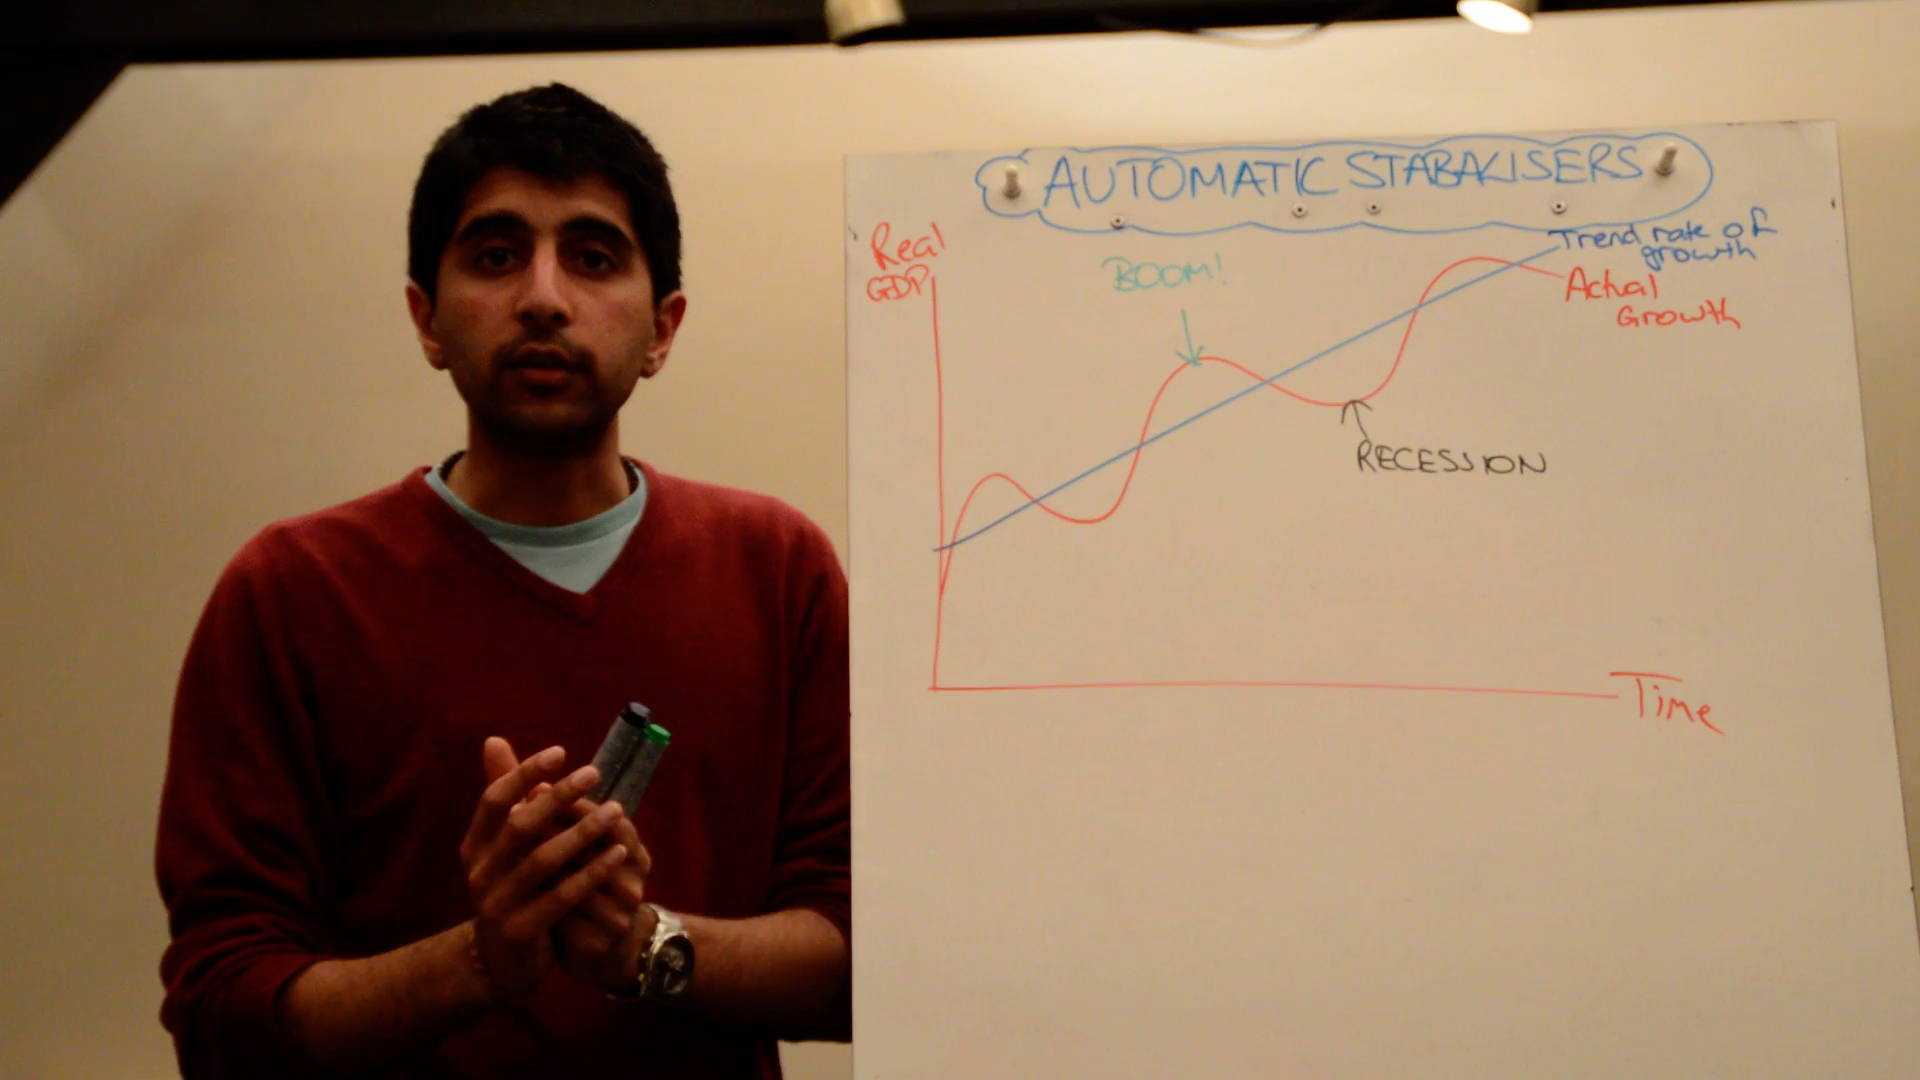 AUTOMATIC STABALISERS
Real
GDP
BOOM!
Trend rate of
growth
Actual
Growth
RECESSION
Time